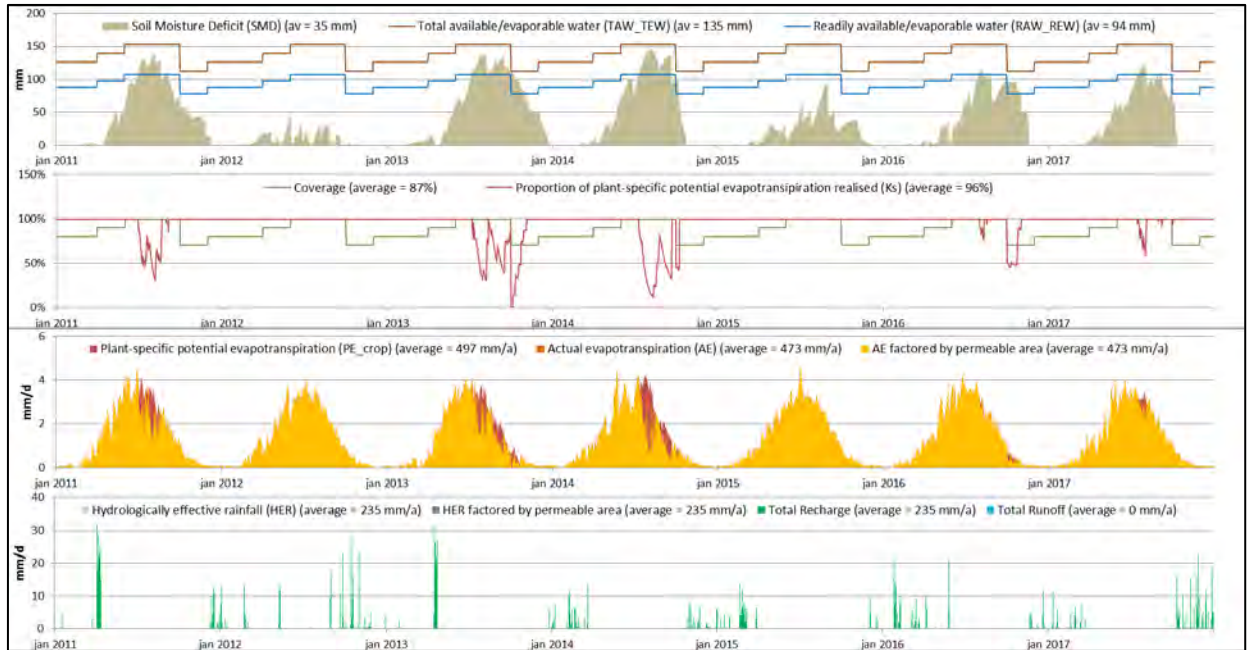 Soil Moisture Deficit (SMD) (av = 35 mm) Total available/evaporable water (TAW_TEW) (av = 135 mm) Readily available/evaporable water (RAW_REW) (av = 94 mm)
200
150
100
50
0
mm
jan 2011 jan 2012 jan 2013 jan 2014 jan 2015 jan 2016 jan 2017
Coverage (average = 87%) Proportion of plant-specific potential evapotranspiration realised (Ks) (average = 96%)
150%
100%
50%
0%
jan 2011 jan 2012 jan 2013 jan 2014 jan 2015 jan 2016 jan 2017
Plant-specific potential evapotranspiration (PE_crop) (average = 497 mm/a) Actual evapotranspiration (AE) (average = 473 mm/a) AE factored by permeable area (average = 473 mm/a)
6
4
2
0
mm/d
jan 2011 jan 2012 jan 2013 jan 2014 jan 2015 jan 2016 jan 2017
Hydrologically effective rainfall (HER) (average = 235 mm/a) HER factored by permeable area (average = 235 mm/a) Total Recharge (average = 235 mm/a) Total Runoff (average = 0 mm/a)
40
30
20
10
0
mm/d
jan 2011 jan 2012 jan 2013 jan 2014 jan 2015 jan 2016 jan 2017